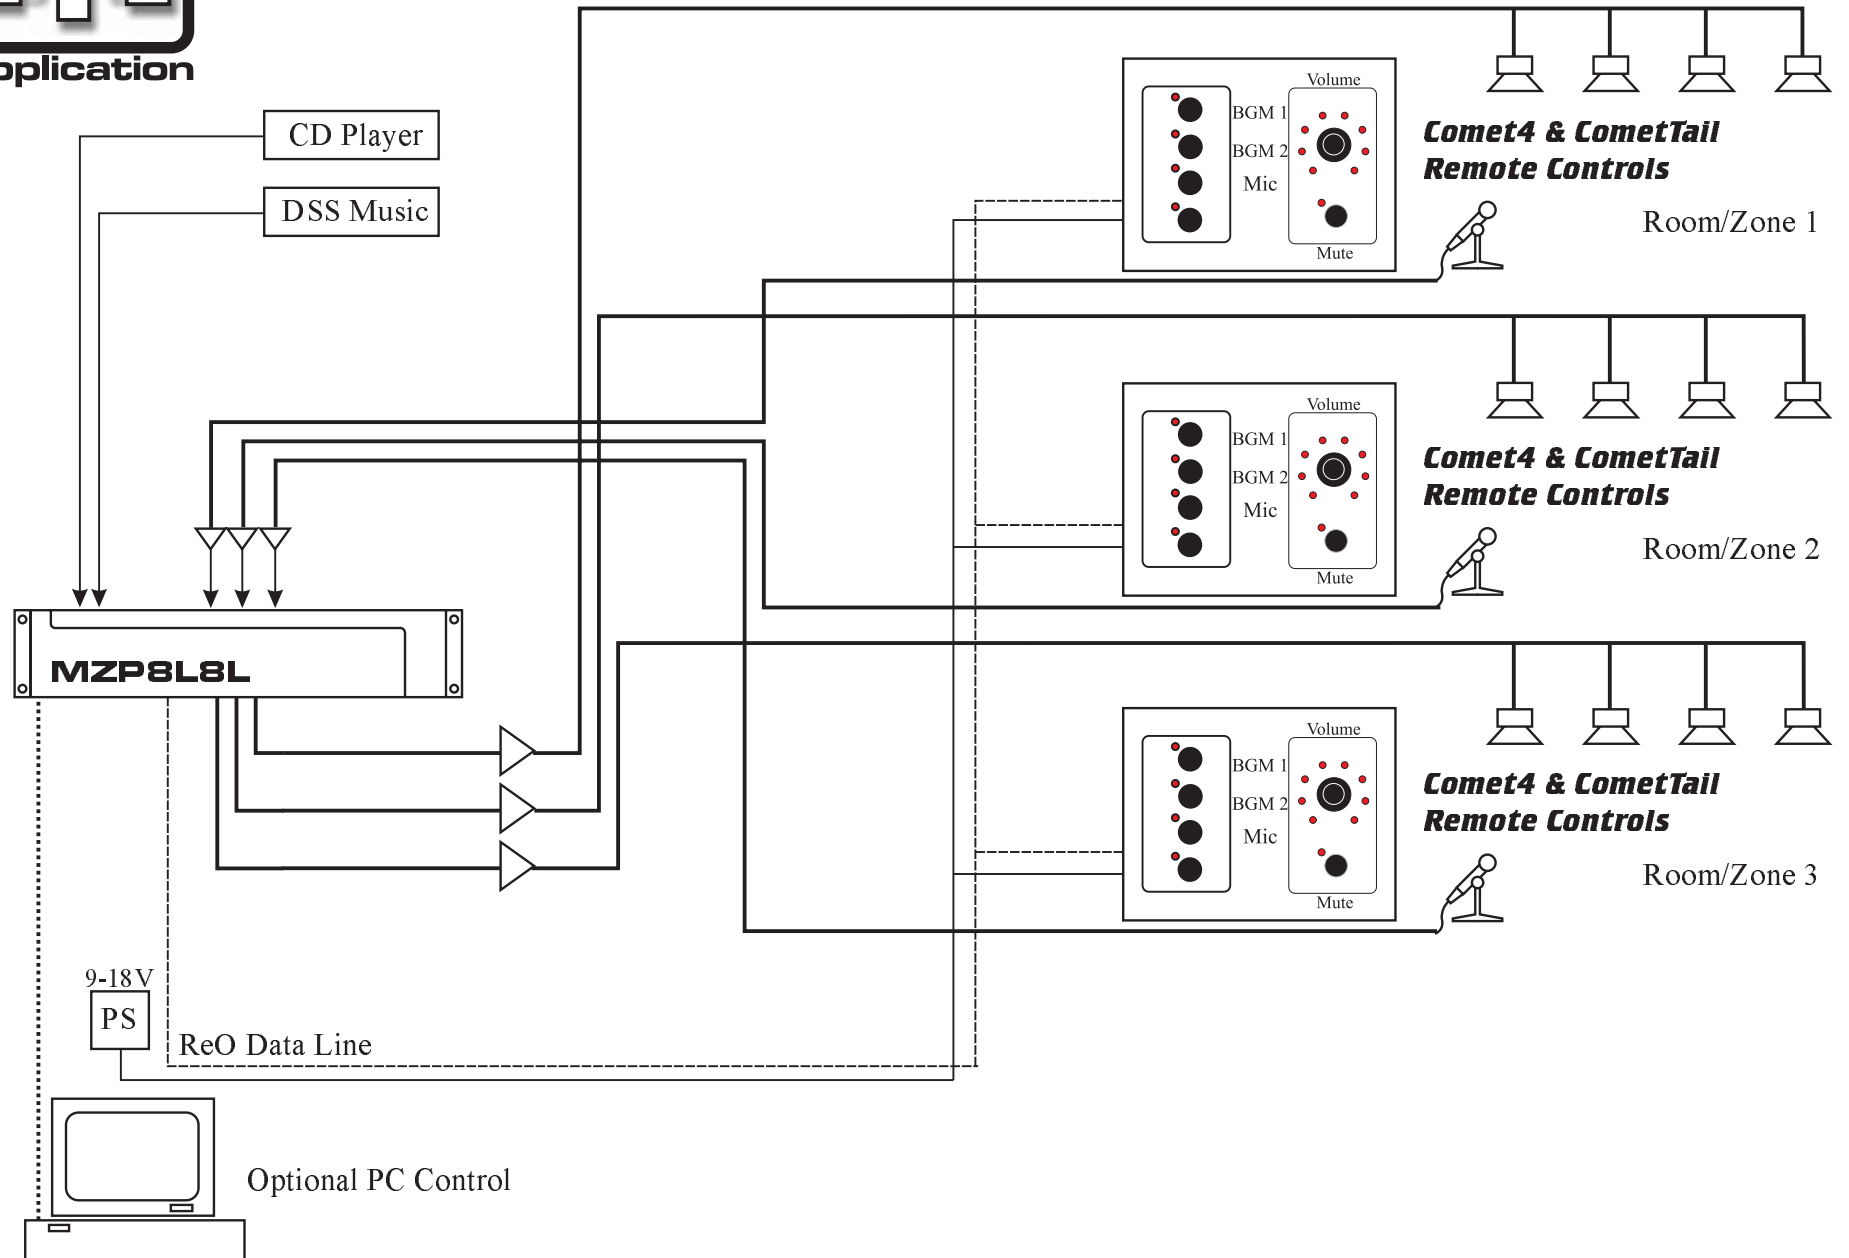 pplication
CD Player
DSS Music
Volume
BGM 1
BGM 2
Mic
Mute
Comet4 & CometTail
Remote Controls
Room/Zone 1
Volume
BGM 1
BGM 2
Mic
Mute
Comet4 & CometTail
Remote Controls
Room/Zone 2
MZP8L8L
Volume
BGM 1
BGM 2
Mic
Mute
Comet4 & CometTail
Remote Controls
Room/Zone 3
9-18V
PS
ReO Data Line
Optional PC Control